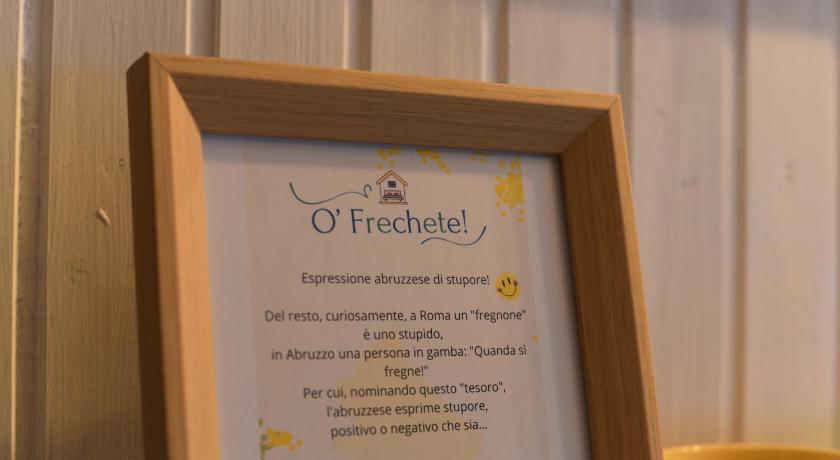 O' Frechete!
Espressione abruzzese di stupore!
Del resto, curiosamente, a Roma un "fregnone"
è uno stupido,
in Abruzzo una persona in gamba: "Quanda sì
fregne!"
Per cui, nominando questo "tesoro",
l'abruzzese esprime stupore,
positivo o negativo che sia...